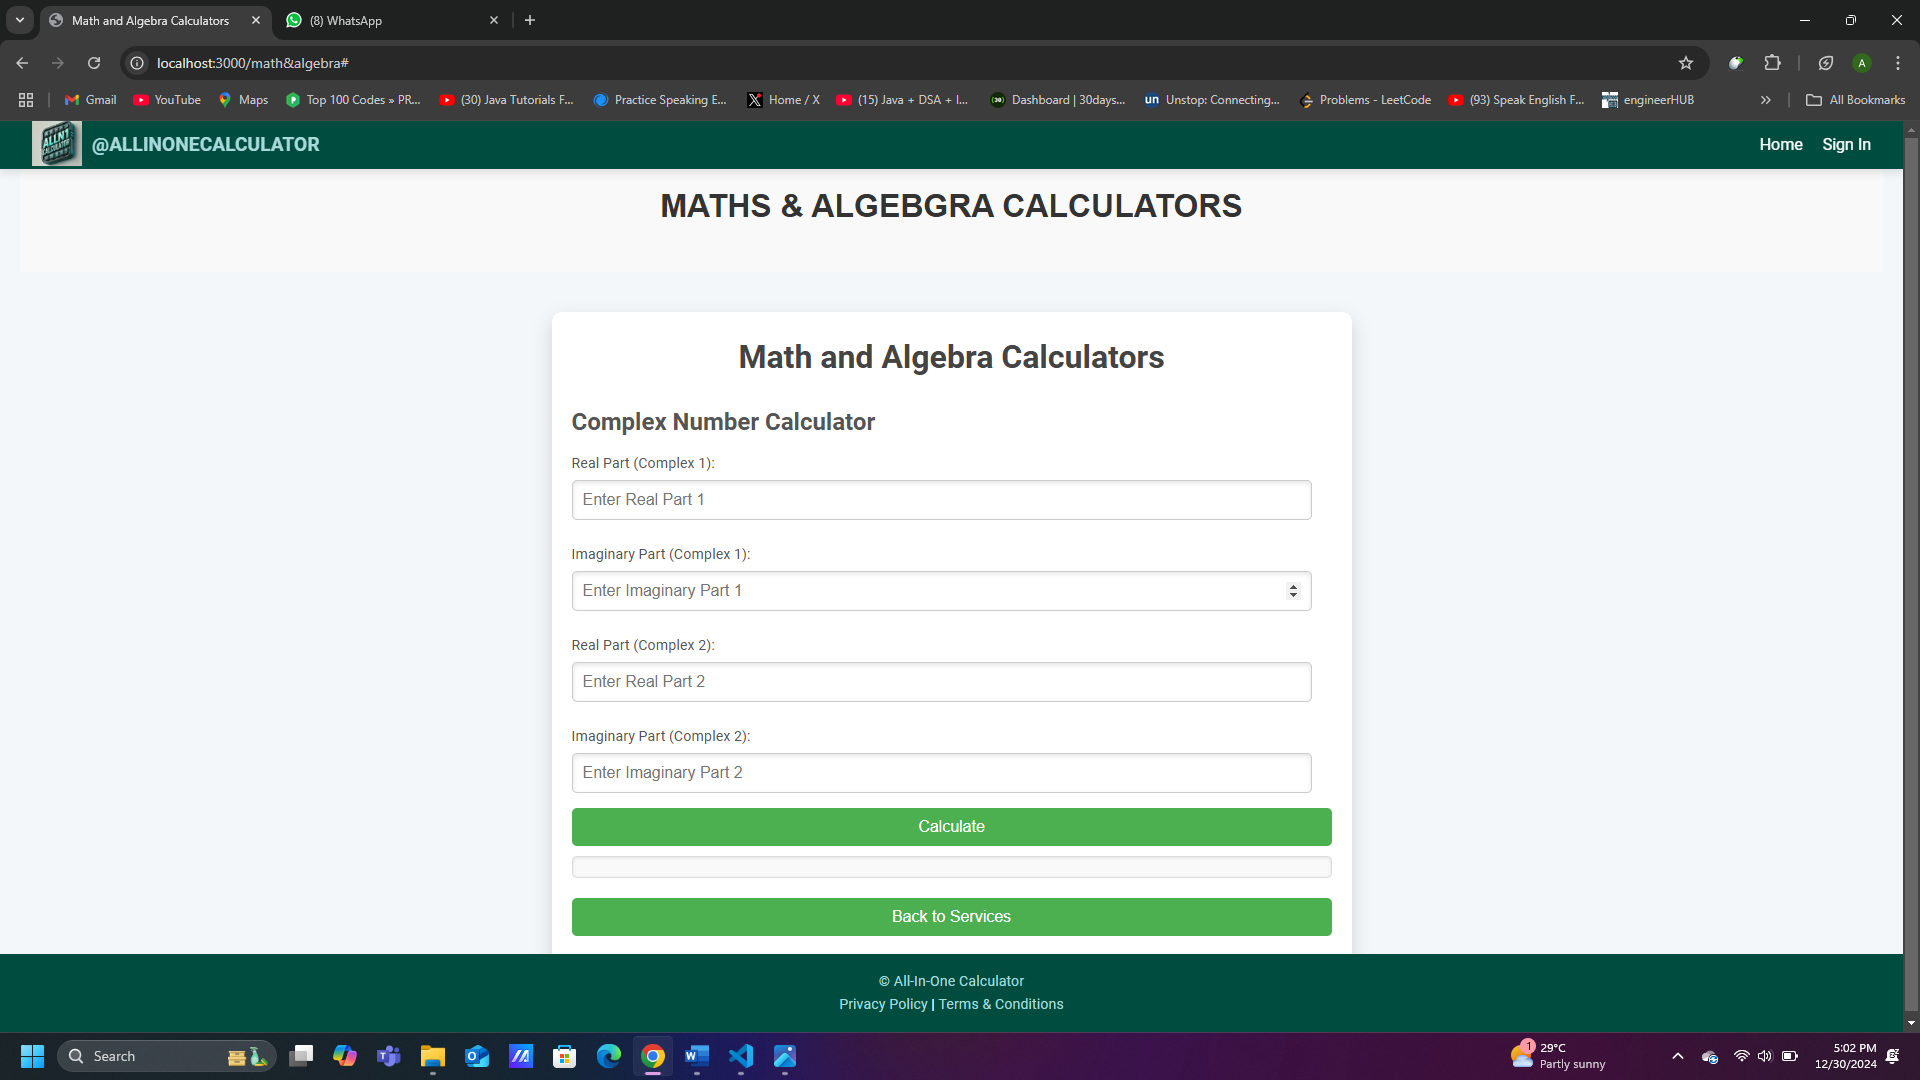 Math and Algebra Calculators
(8) WhatsApp
localhost:3000/math&algebra#
A
Gmail
YouTube
Maps
Top 100 Codes » PR...
(30) Java Tutorials F...
Practice Speaking E...
Home / X
(15) Java + DSA + I...
Dashboard | 30days...
un Unstop: Connecting...
Problems - LeetCode
(93) Speak English F...
engineerHUB
All Bookmarks
ALLN1
CALCULATOR
@ALLINONECALCULATOR
Home
Sign In
MATHS & ALGEBGRA CALCULATORS
Math and Algebra Calculators
Complex Number Calculator
Real Part (Complex 1):
Enter Real Part 1
Imaginary Part (Complex 1):
Enter Imaginary Part 1
Real Part (Complex 2):
Enter Real Part 2
Imaginary Part (Complex 2):
Enter Imaginary Part 2
Calculate
Back to Services
© All-In-One Calculator
Privacy Policy | Terms & Conditions
Search
1
29°C
Partly sunny
5:02 PM
12/30/2024